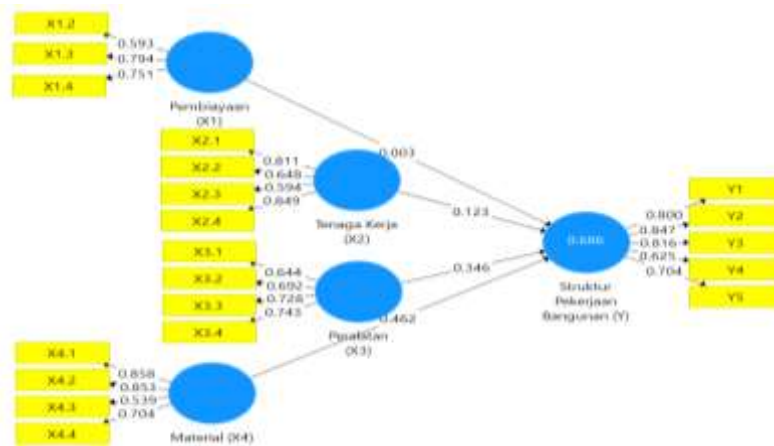 X1.2
0.593
X1.3
0.794
X1.4
0.751
Pembiayaan
(X1)
0.003
X2.1
0.811
X2.2
0.648
X2.3
0.594
X2.4
0.849
Tenaga Kerja
(X2)
0.123
X3.1
0.644
X3.2
0.692
X3.3
0.728
X3.4
0.743
Peralatan
(X3)
0.346
X4.1
0.858
X4.2
0.853
X4.3
0.539
X4.4
0.704
Material (X4)
0.462
0.686
Struktur
Pekerjaan
Bangunan (Y)
Y1
0.800
Y2
0.847
Y3
0.816
Y4
0.625
Y5
0.704